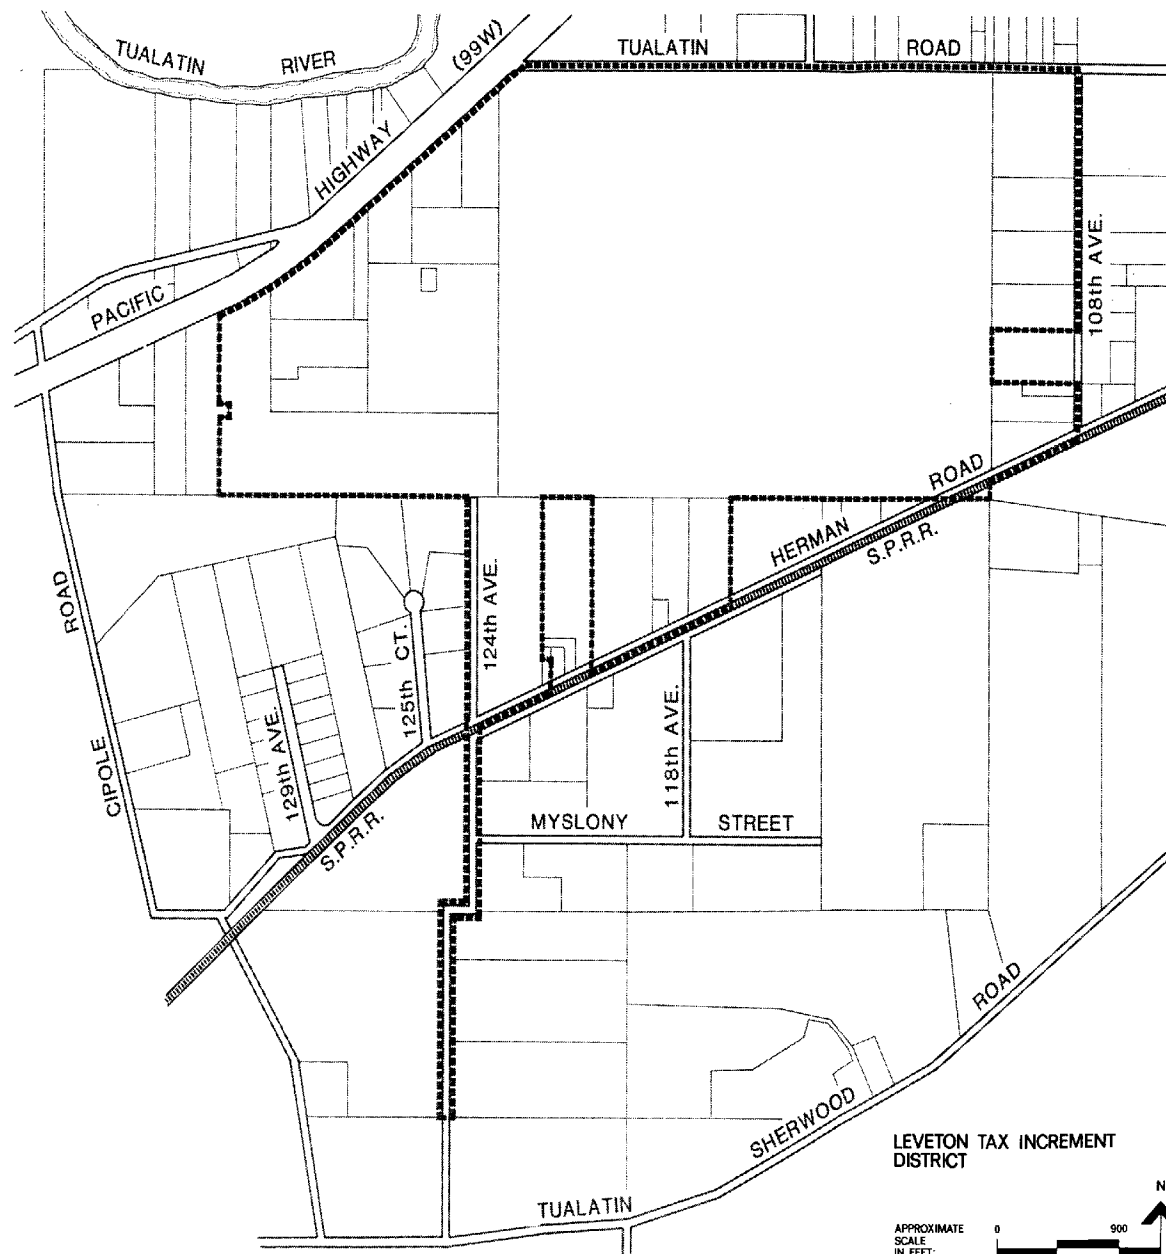 TUALATIN RIVER
HIGHWAY (99W)
TUALATIN ROAD
PACIFIC
108th AVE.
HERMAN ROAD
S.P.R.R.
CIPOLE ROAD
129th AVE.
125th CT.
124th AVE.
118th AVE.
S.P.R.R.
MYSLONY STREET
TUALATIN SHERWOOD ROAD
LEVETON TAX INCREMENT
DISTRICT
N
APPROXIMATE
SCALE
IN FEET:
0 900